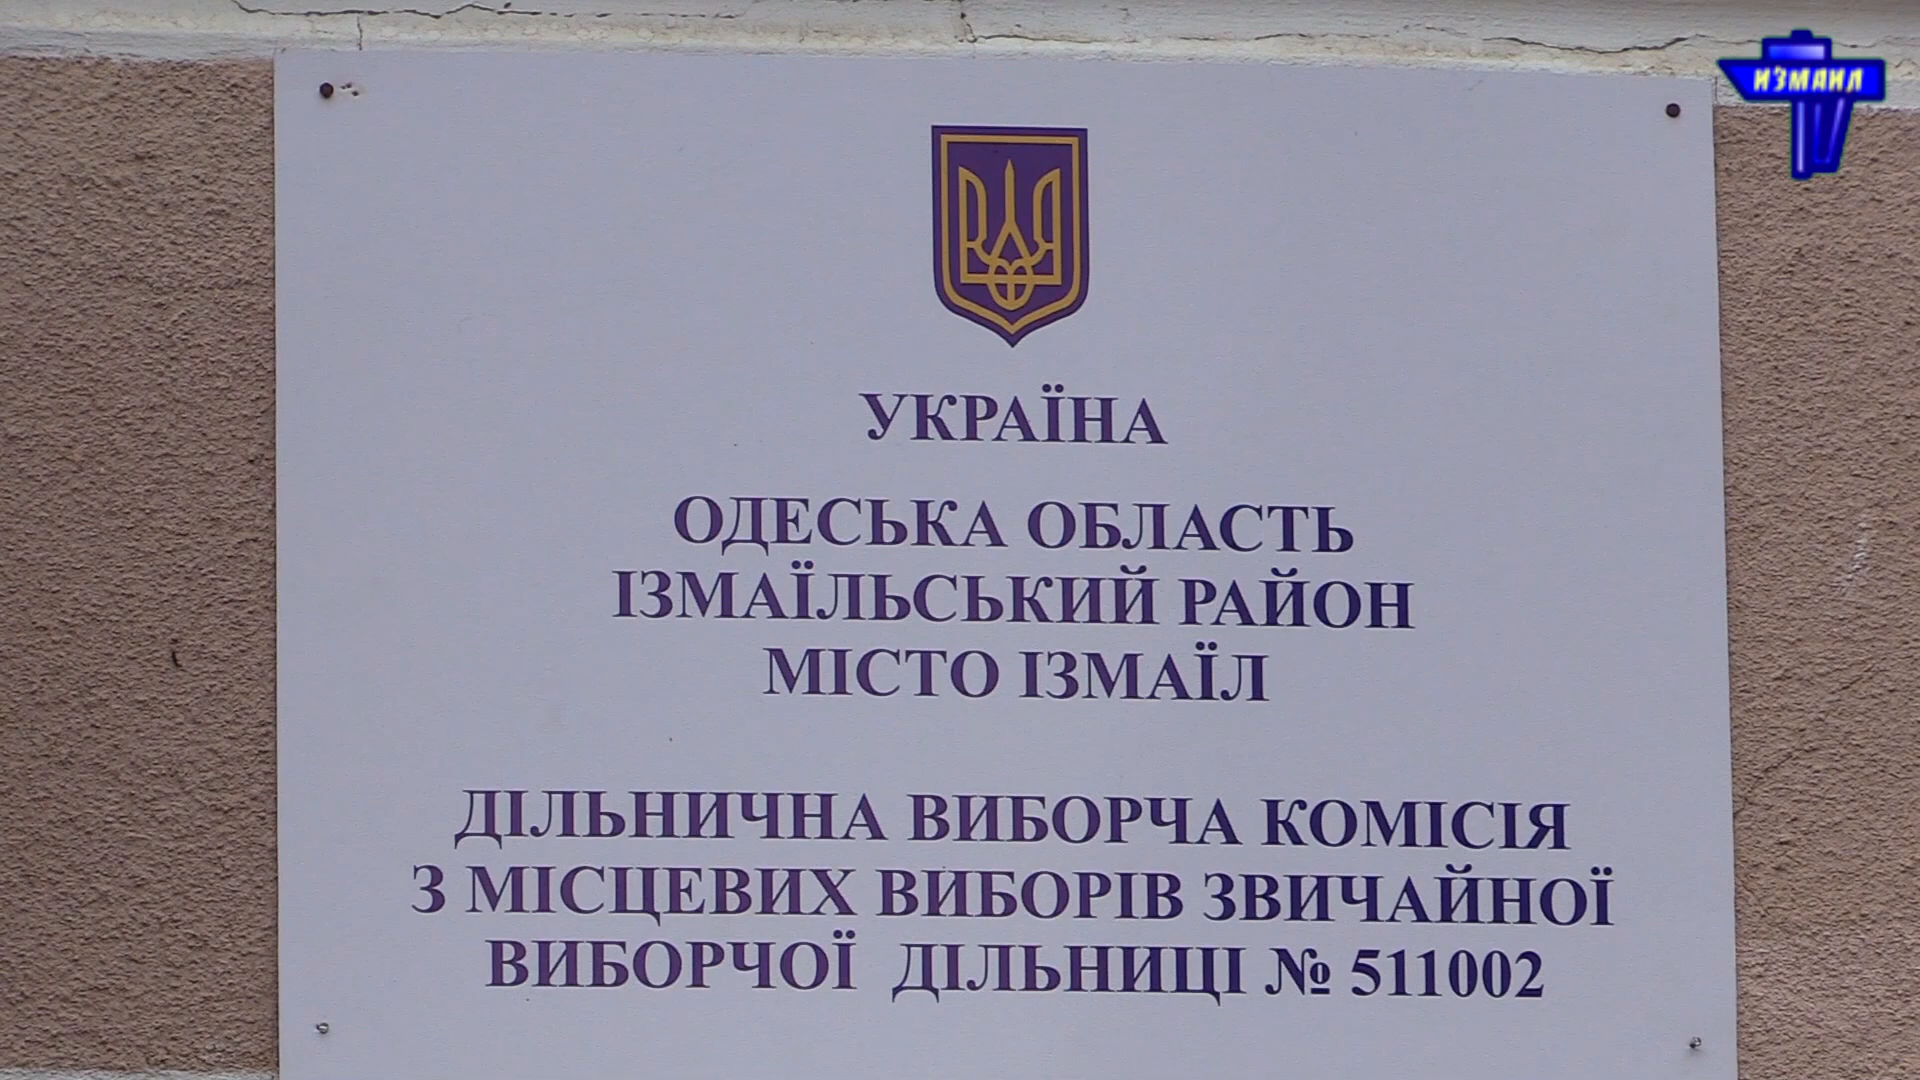 ИЗМАИЛ
УКРАЇНА
ОДЕСЬКА ОБЛАСТЬ
ІЗМАЇЛЬСЬКИЙ РАЙОН
МІСТО ІЗМАЇЛ
ДІЛЬНИЧНА ВИБОРЧА КОМІСІЯ
З МІСЦЕВИХ ВИБОРІВ ЗВИЧАЙНОЇ
ВИБОРЧОЇ ДІЛЬНИЦІ № 511002